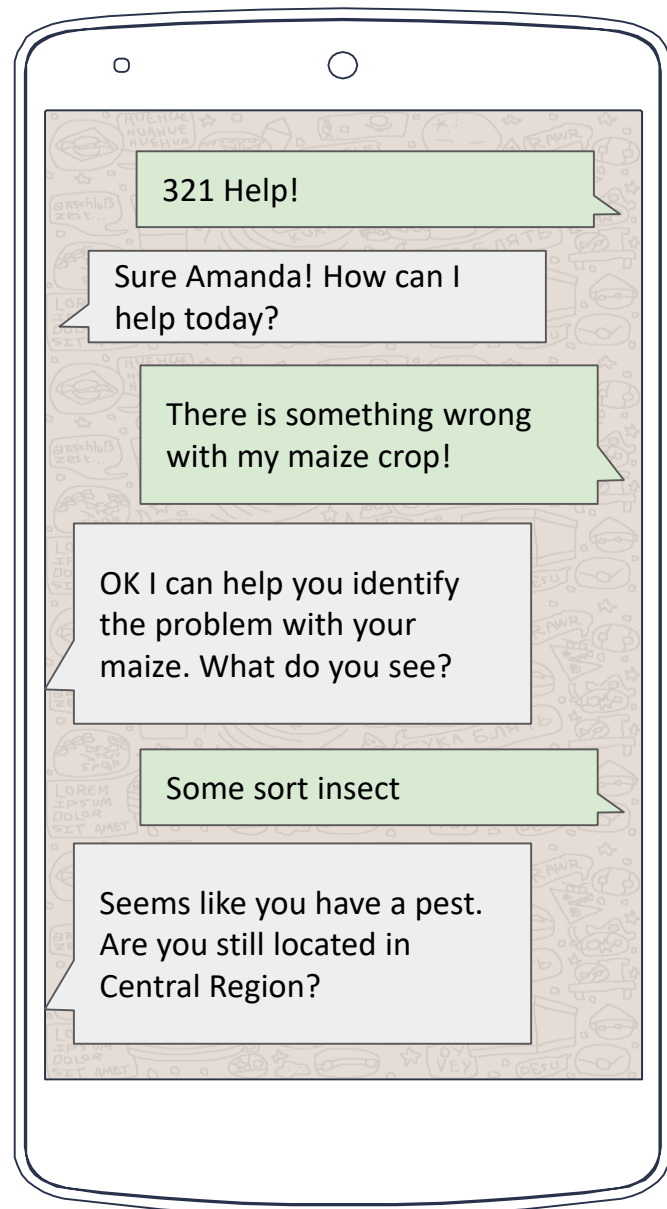 321 Help!
Sure Amanda! How can I
help today?
There is something wrong
with my maize crop!
OK I can help you identify
the problem with your
maize. What do you see?
Some sort insect
Seems like you have a pest.
Are you still located in
Central Region?